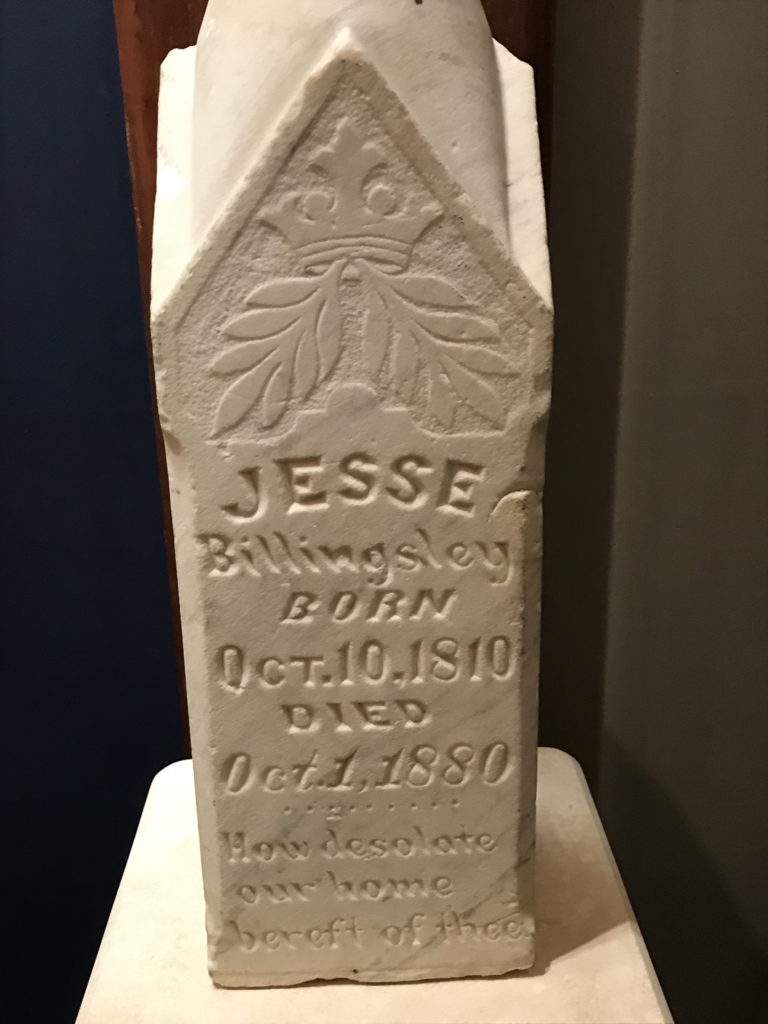 JESSE
Billingsley
BORN
Oct. 10, 1810
DIED
Oct. 1, 1880
How desolate
our home
bereft of thee.